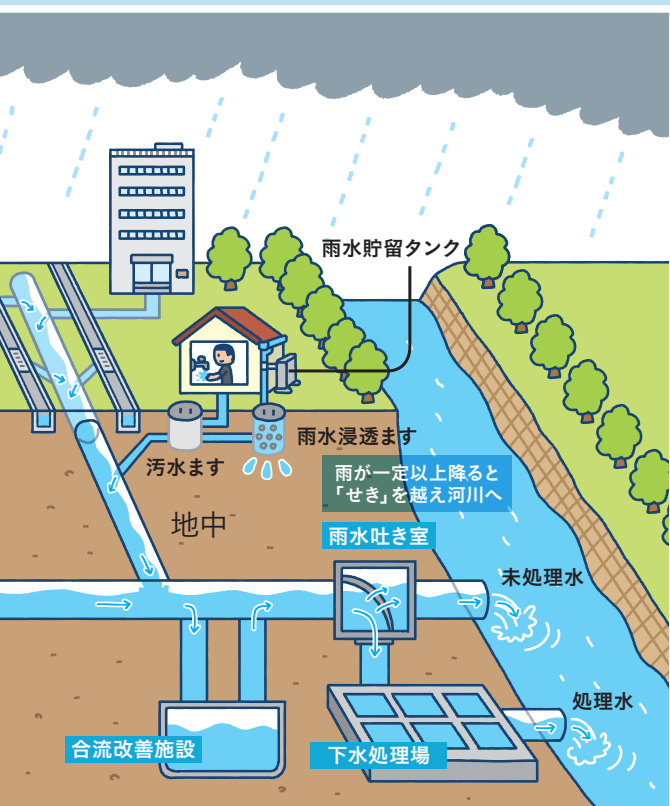 雨水貯留タンク
雨水浸透ます
汚水ます
雨が一定以上降ると
「せき」を越え河川へ
地中
雨水吐き室
未処理水
処理水
合流改善施設
下水処理場